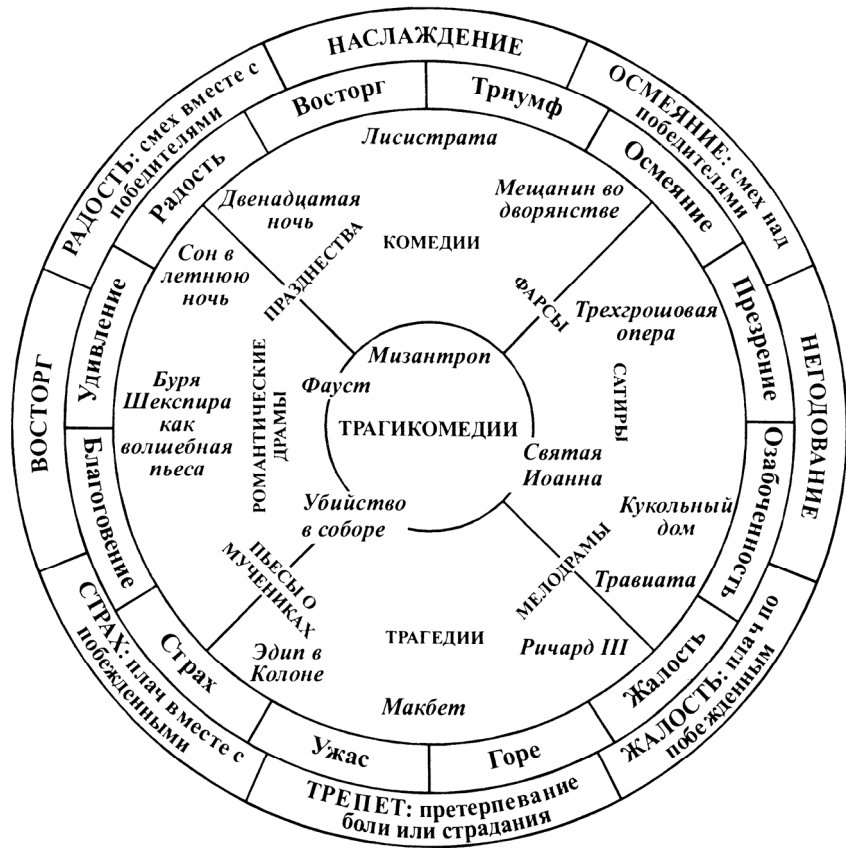 НАСЛАЖДЕНИЕ
ОСМЕЯНИЕ: смех над
победителями
НЕГОДОВАНИЕ
ЖАЛОСТЬ: плач по
побежденным
ТРЕПЕТ: претерпевание
боли или страдания
СТРАХ: плач вместе с
побежденными
ВОСТОРГ
РАДОСТЬ: смех вместе с
победителями
Восторг
Триумф
Осмеяние
Презрение
Озабоченность
Жалость
Горе
Ужас
Страх
Благоговение
Удивление
Радость
Лисистрата
Двенадцатая
ночь
Мещанин во
дворянстве
КОМЕДИИ
ПРАЗДНЕСТВА
ФАРСЫ
Сон в
летнюю
ночь
Трехгрошовая
опера
САТИРЫ
Мизантроп
Фауст
ТРАГИКОМЕДИИ
РОМАНТИЧЕСКИЕ
ДРАМЫ
Буря
Шекспира
как
волшебная
пьеса
Святая
Иоанна
Убийство
в соборе
Кукольный
дом
Травиата
ПЬЕСЫ О
МУЧЕНИКАХ
МЕЛОДРАМЫ
ТРАГЕДИИ
Ричард III
Эдип в
Колоне
Макбет